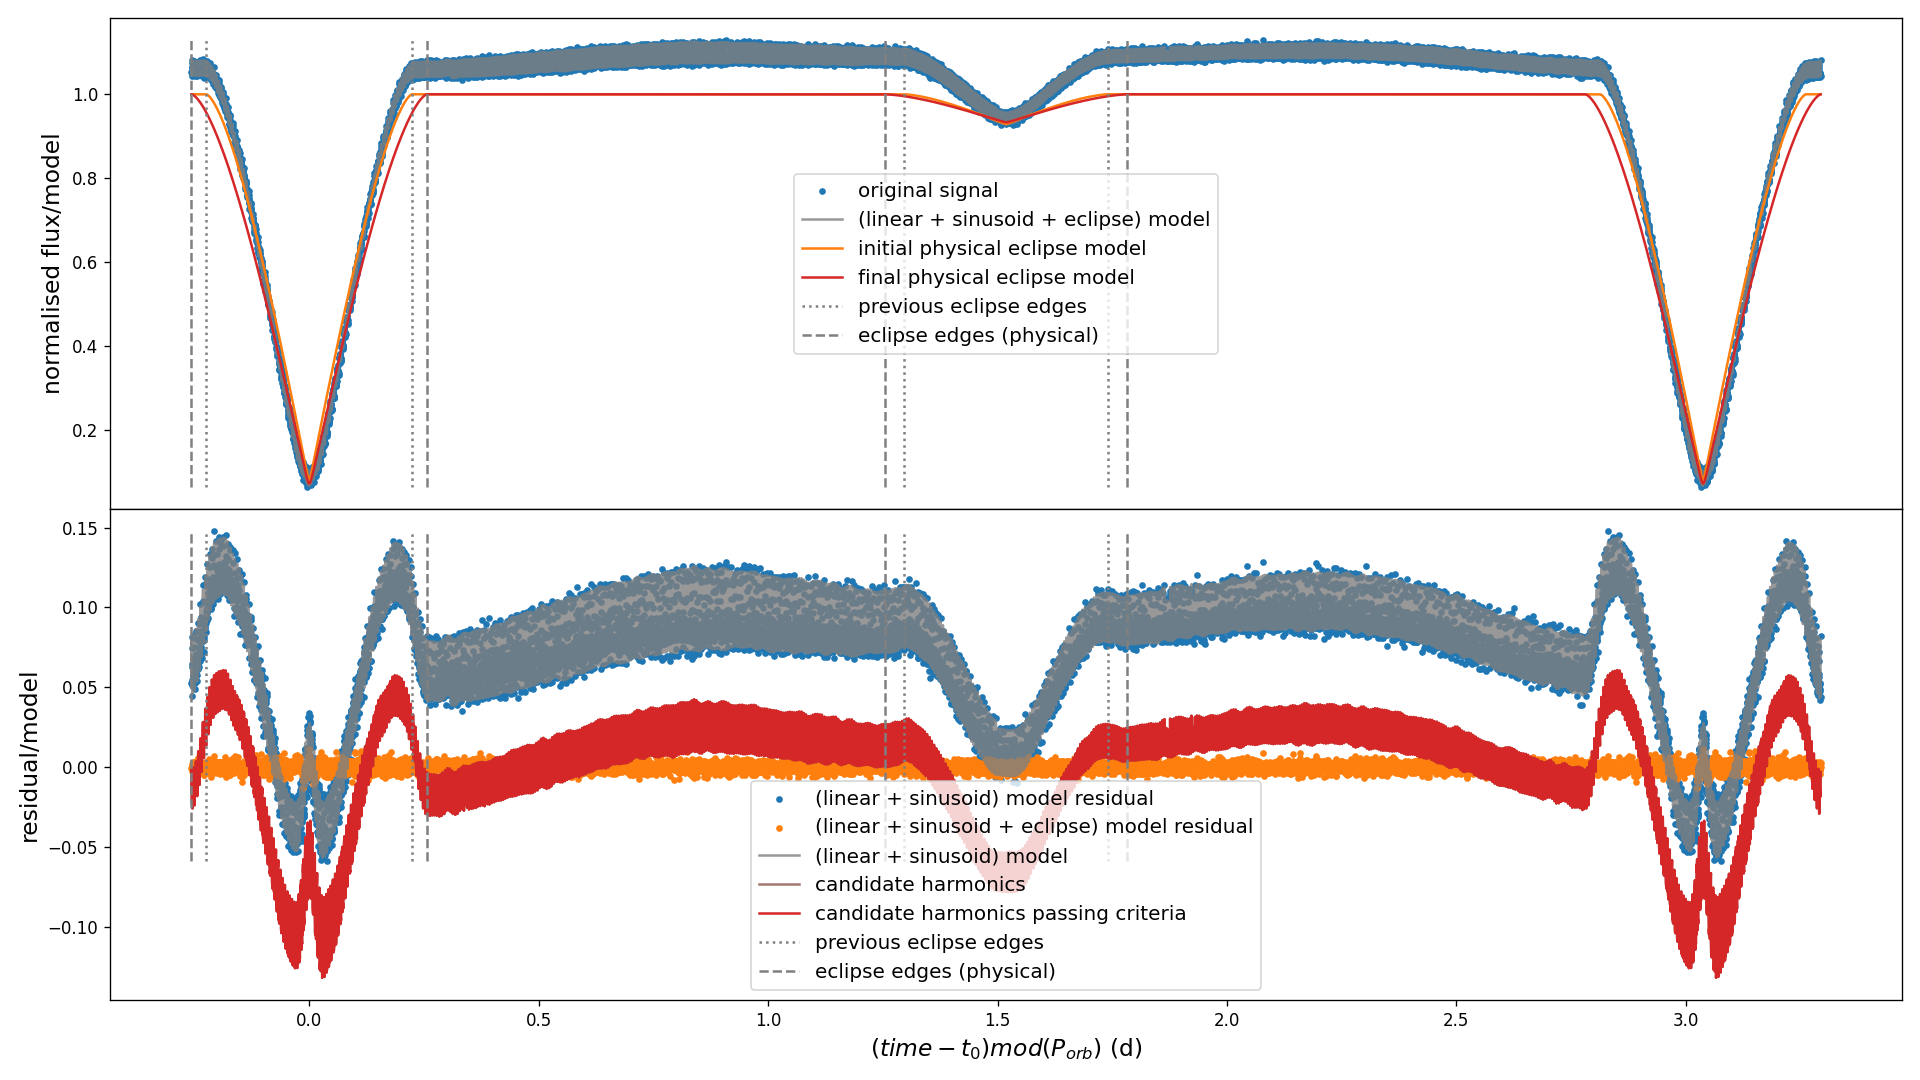 normalised flux/model
1.0
0.8
0.6
0.4
0.2
original signal
(linear + sinusoid + eclipse) model
initial physical eclipse model
final physical eclipse model
previous eclipse edges
eclipse edges (physical)
residual/model
0.15
0.10
0.05
0.00
−0.05
−0.10
(linear + sinusoid) model residual
(linear + sinusoid + eclipse) model residual
(linear + sinusoid) model
candidate harmonics
candidate harmonics passing criteria
previous eclipse edges
eclipse edges (physical)
0.0 0.5 1.0 1.5 2.0 2.5 3.0
(time − t₀)mod(P_orb) (d)